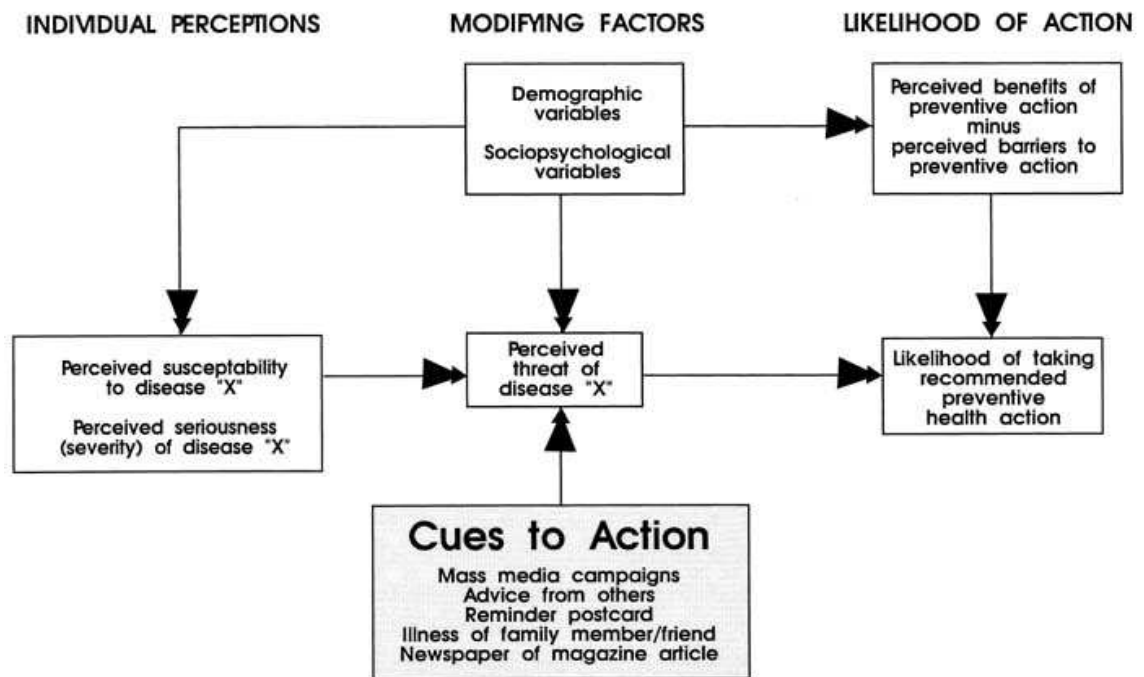 INDIVIDUAL PERCEPTIONS
MODIFYING FACTORS
LIKELIHOOD OF ACTION
Demographic
variables
Sociopsychological
variables
Perceived benefits of
preventive action
minus
perceived barriers to
preventive action
Perceived susceptability
to disease "X"
Perceived seriousness
(severity) of disease "X"
Perceived
threat of
disease "X"
Likelihood of taking
recommended
preventive
health action
Cues to Action
Mass media campaigns
Advice from others
Reminder postcard
Illness of family member/friend
Newspaper of magazine article